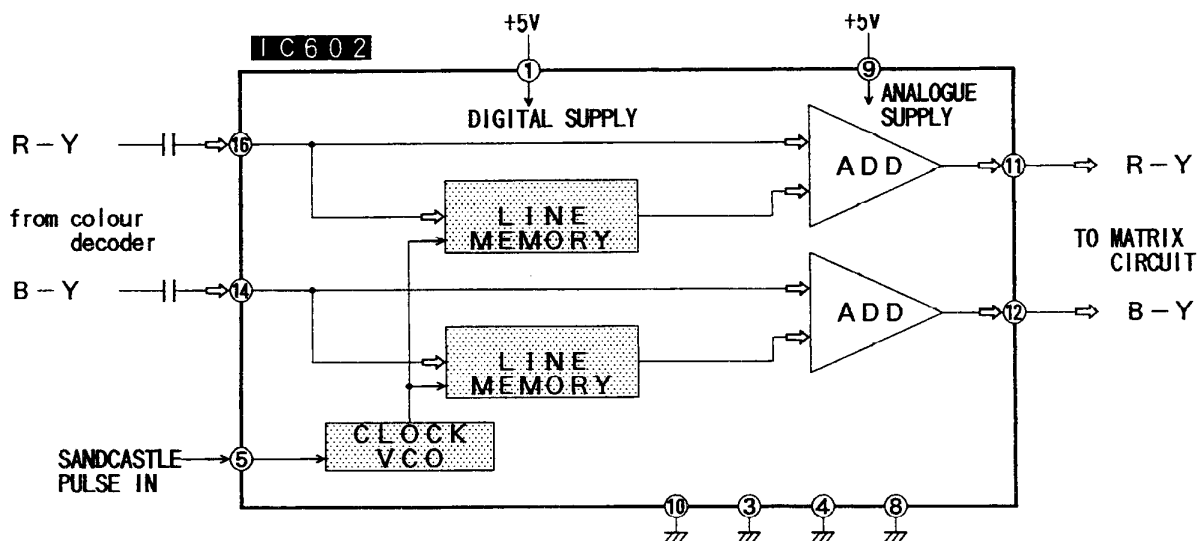 +5V
+5V
IC602
1
9
DIGITAL SUPPLY
ANALOGUE
SUPPLY
R-Y
16
ADD
11
R-Y
LINE
MEMORY
from colour
decoder
TO MATRIX
CIRCUIT
B-Y
14
ADD
12
B-Y
LINE
MEMORY
CLOCK
VCO
SANDCASTLE
PULSE IN
5
10
3
4
8